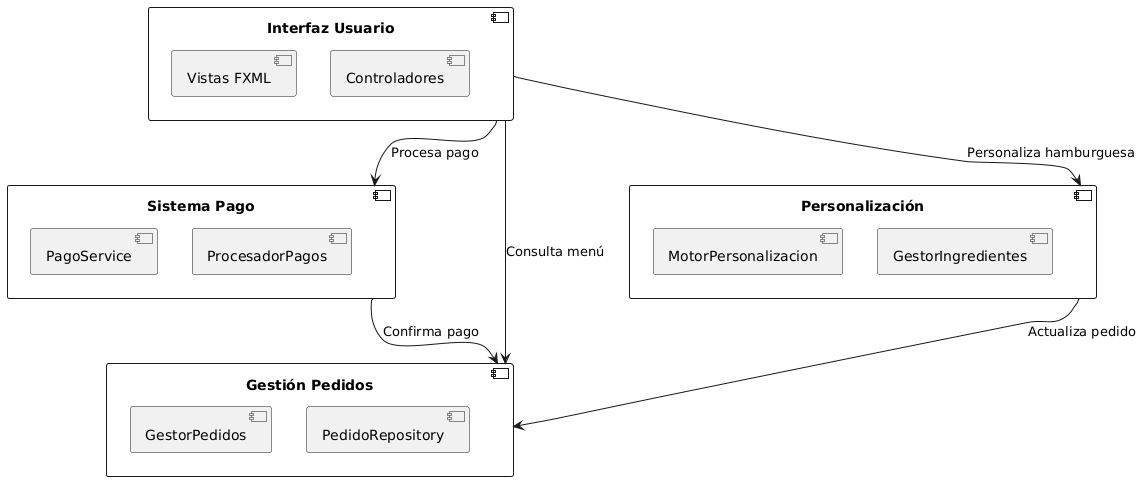 Interfaz Usuario
Vistas FXML
Controladores
Procesa pago
Personaliza hamburguesa
Sistema Pago
PagoService
ProcesadorPagos
Consulta menú
Personalización
MotorPersonalizacion
GestorIngredientes
Confirma pago
Actualiza pedido
Gestión Pedidos
GestorPedidos
PedidoRepository